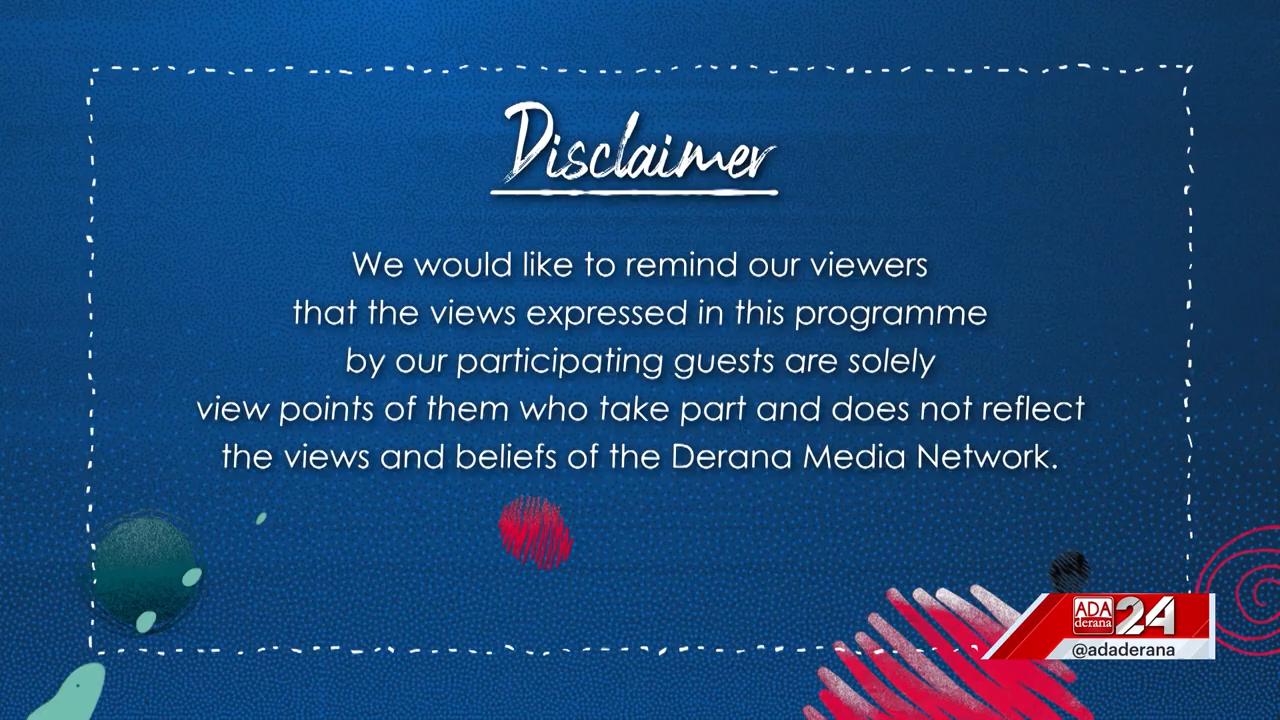 Disclaimer
We would like to remind our viewers
that the views expressed in this programme
by our participating guests are solely
view points of them who take part and does not reflect
the views and beliefs of the Derana Media Network.
ADA
derana
24
@adaderana